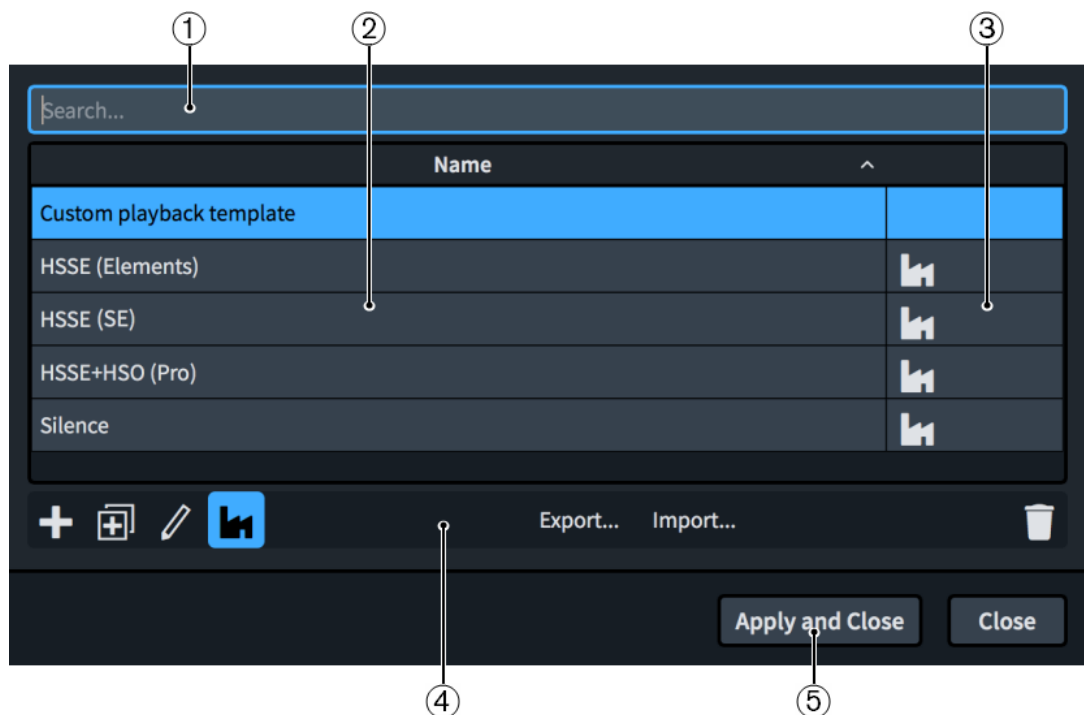 ① ② ③
Search...
Name
Custom playback template
HSSE (Elements)
HSSE (SE)
HSSE+HSO (Pro)
Silence
Export... Import...
Apply and Close Close
④ ⑤